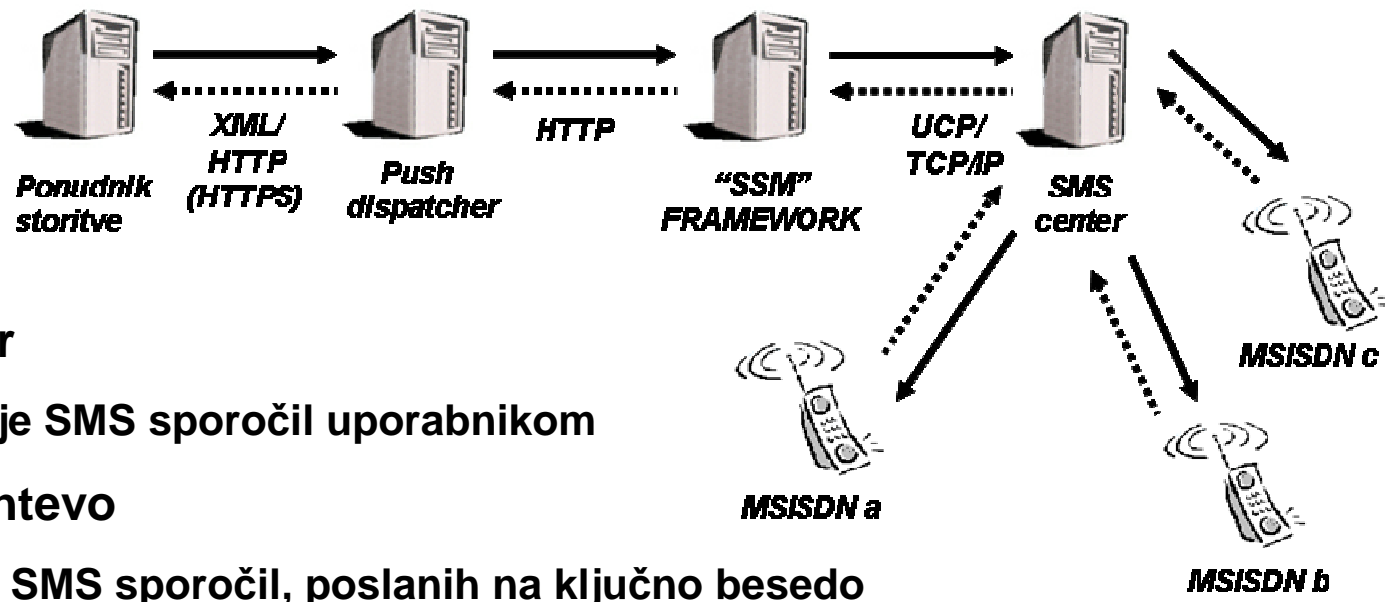 XML/
HTTP
(HTTPS)
HTTP
UCP/
TCP/IP
Ponudnik
storitve
Push
dispatcher
"SSM"
FRAMEWORK
SMS
center
MSISDN c
r
je SMS sporočil uporabnikom
MSISDN a
htevo
SMS sporočil, poslanih na ključno besedo
MSISDN b